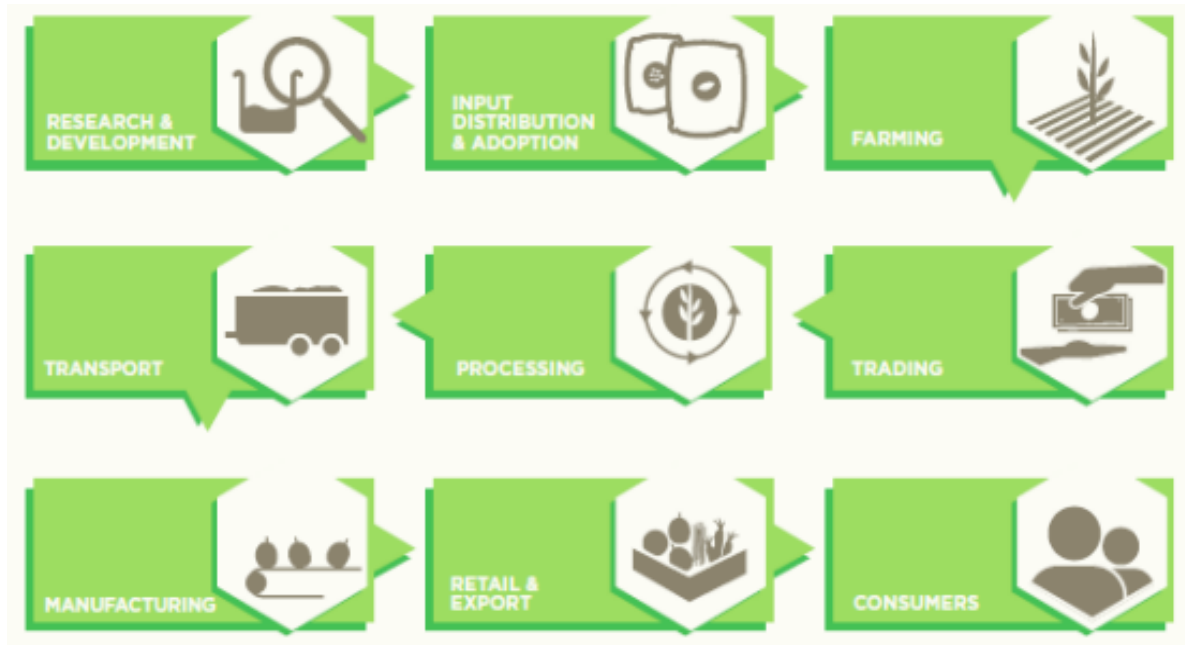 RESEARCH &
DEVELOPMENT
INPUT
DISTRIBUTION
& ADOPTION
FARMING
TRANSPORT
PROCESSING
TRADING
MANUFACTURING
RETAIL &
EXPORT
CONSUMERS